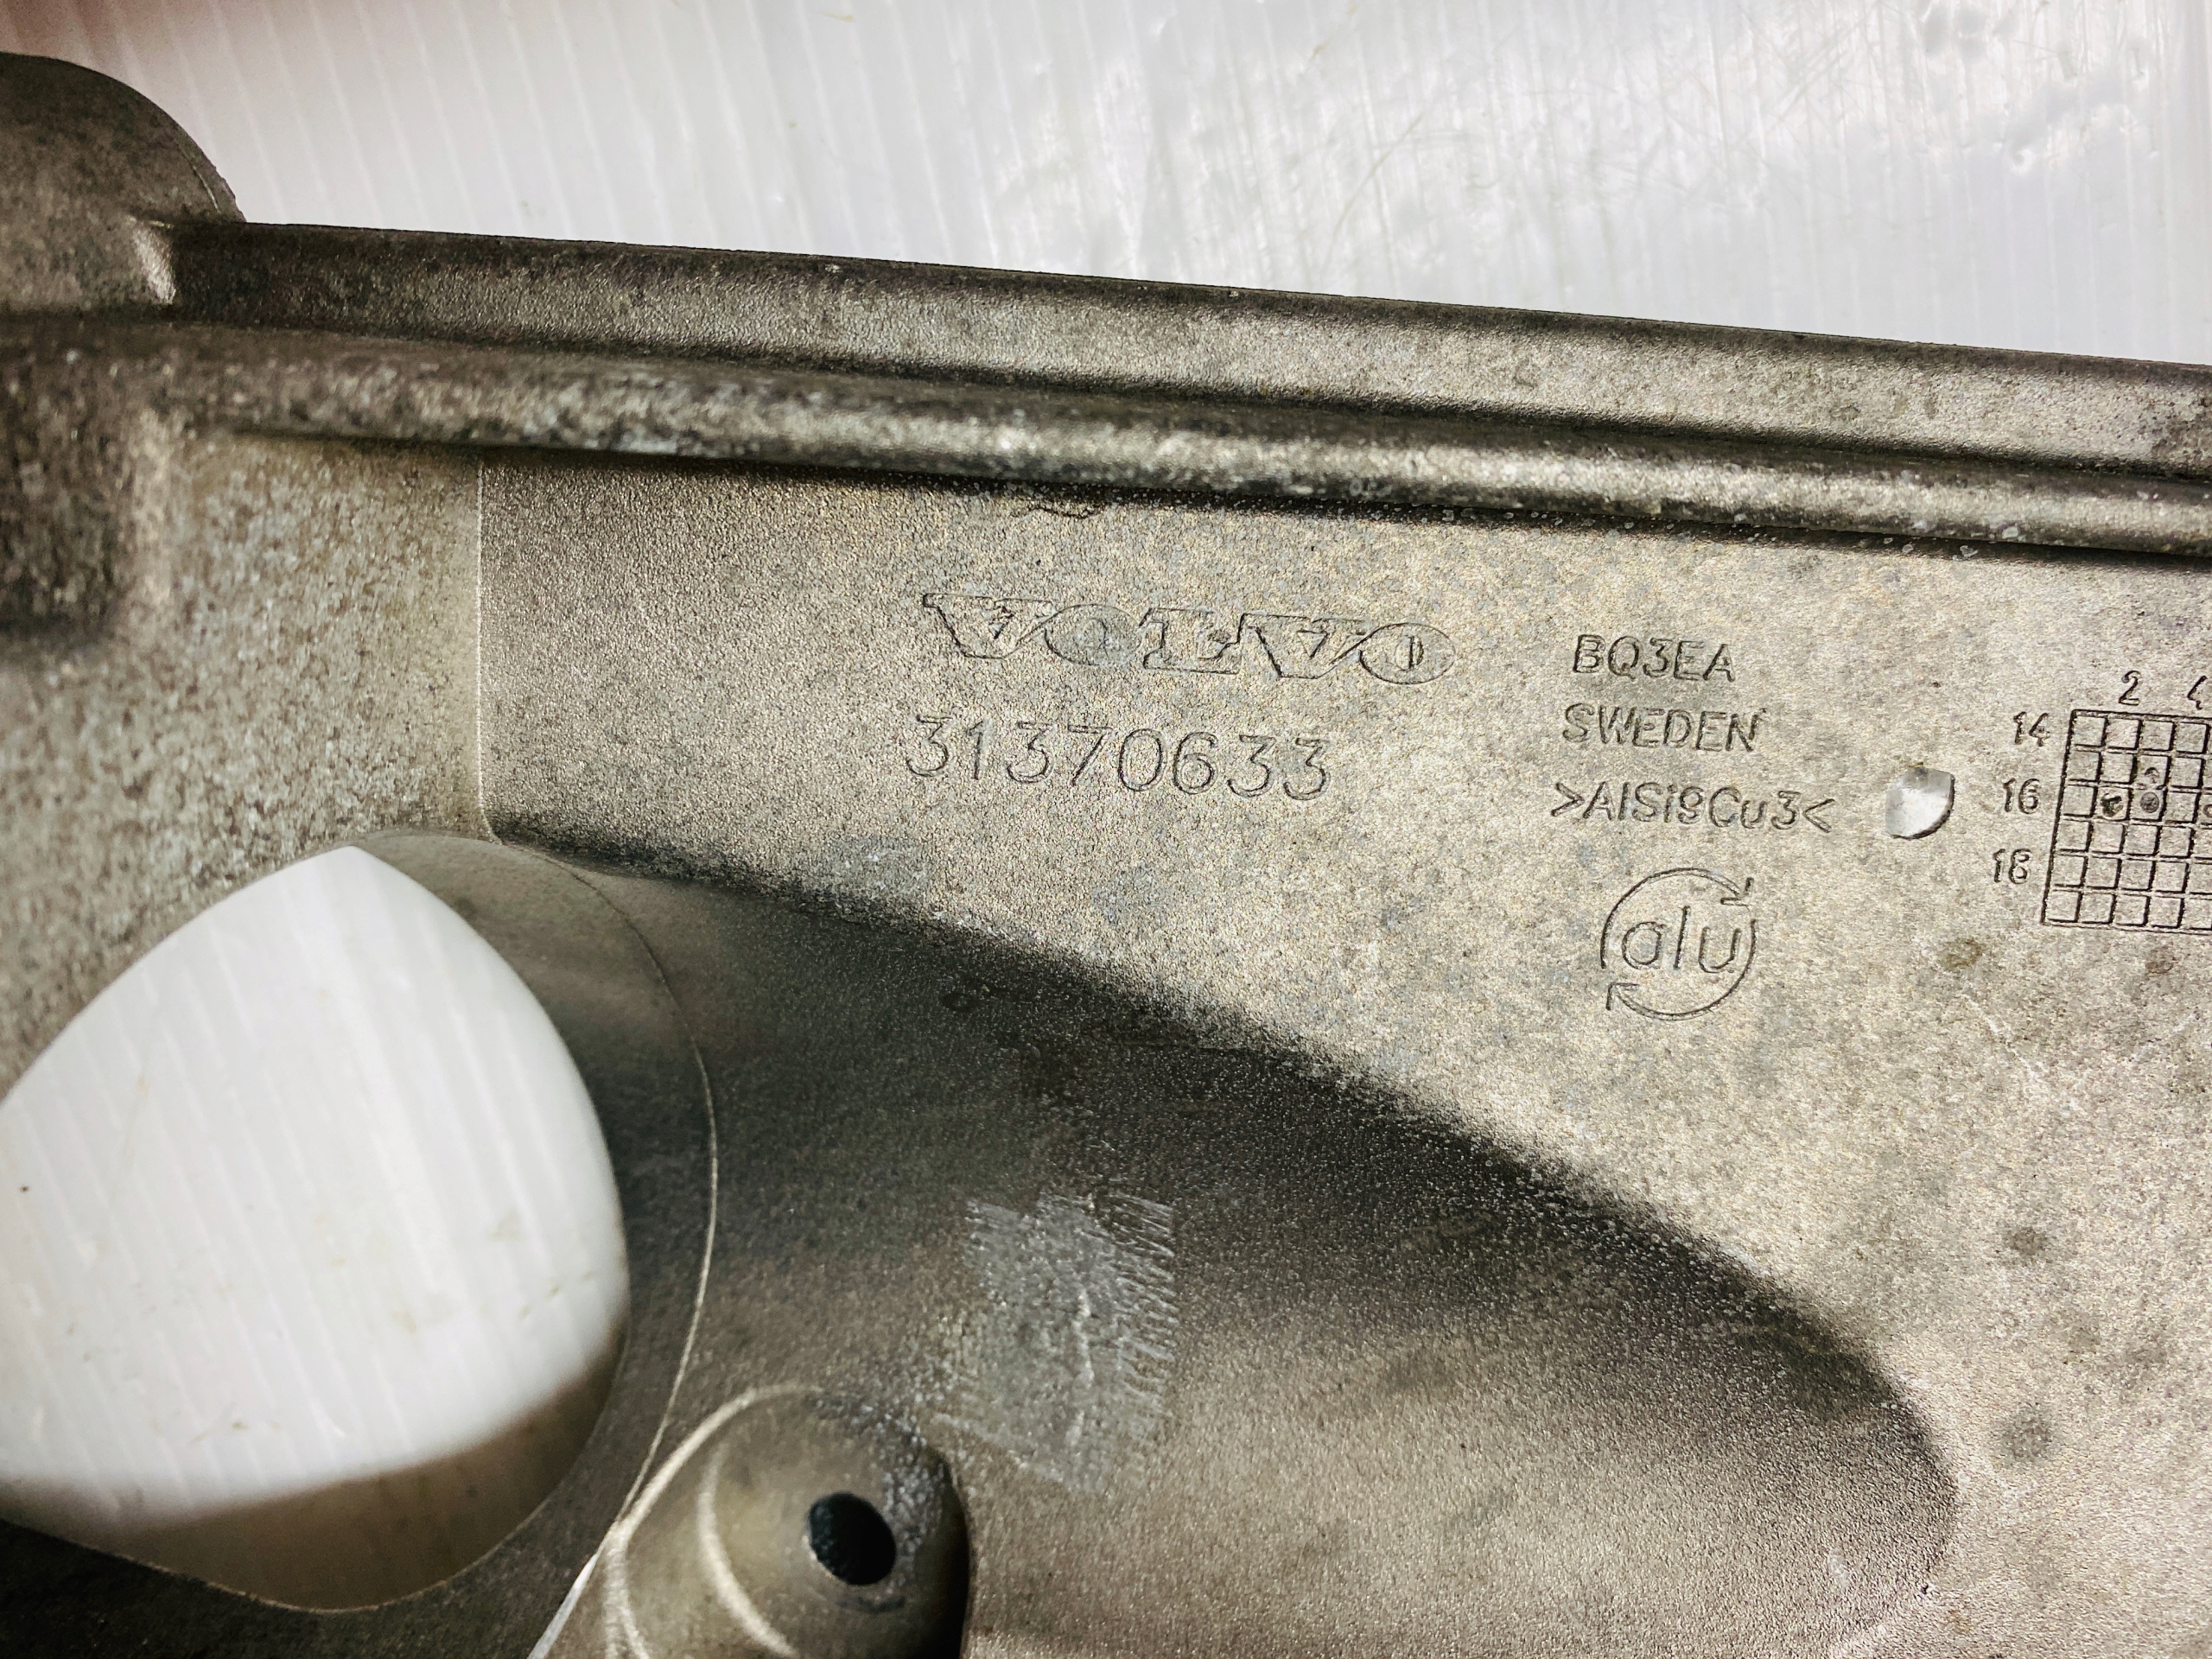 VOLVO
31370633
BQ3EA
SWEDEN
>AlSi9Cu3<
alu
2 4
14
16
18